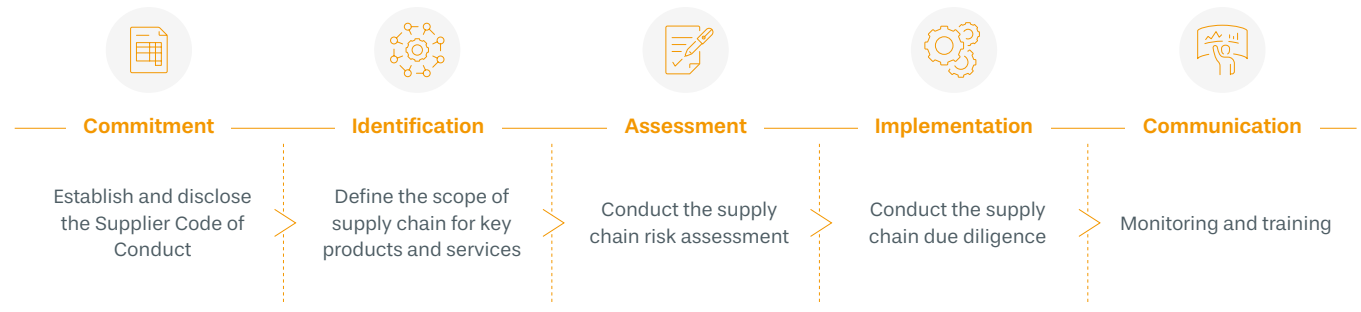 Commitment
Identification
Assessment
Implementation
Communication
Establish and disclose
the Supplier Code of
Conduct
Define the scope of
supply chain for key
products and services
Conduct the supply
chain risk assessment
Conduct the supply
chain due diligence
Monitoring and training